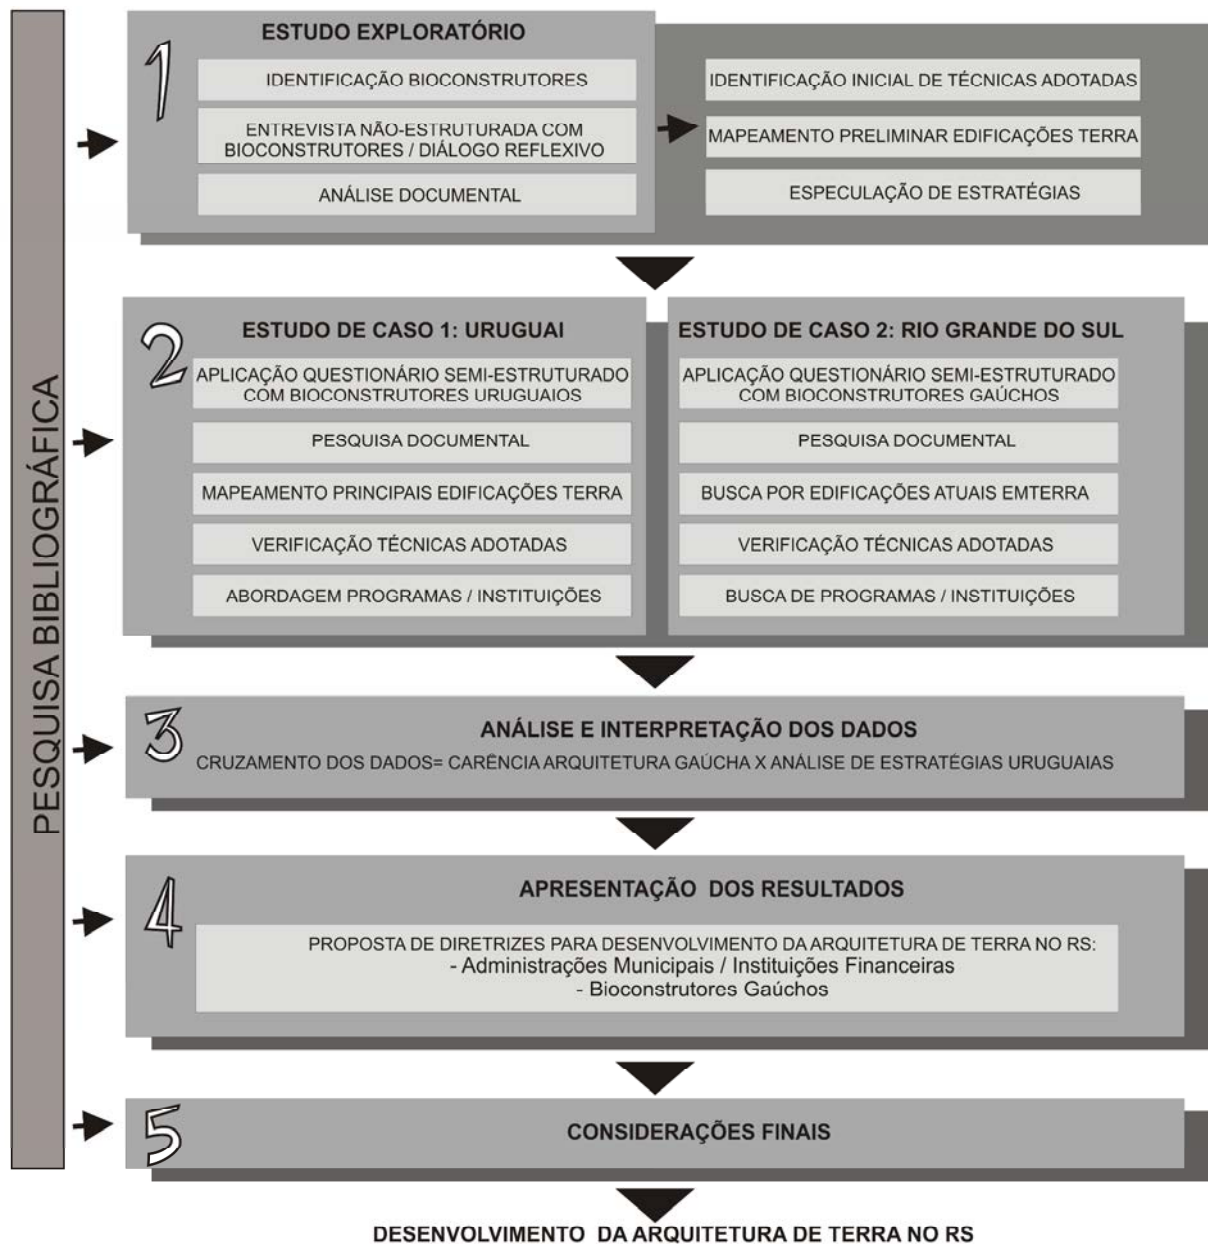 PESQUISA BIBLIOGRÁFICA
1
ESTUDO EXPLORATÓRIO
IDENTIFICAÇÃO BIOCONSTRUTORES
ENTREVISTA NÃO-ESTRUTURADA COM
BIOCONSTRUTORES / DIÁLOGO REFLEXIVO
ANÁLISE DOCUMENTAL
IDENTIFICAÇÃO INICIAL DE TÉCNICAS ADOTADAS
MAPEAMENTO PRELIMINAR EDIFICAÇÕES TERRA
ESPECULAÇÃO DE ESTRATÉGIAS
2
ESTUDO DE CASO 1: URUGUAI
APLICAÇÃO QUESTIONÁRIO SEMI-ESTRUTURADO
COM BIOCONSTRUTORES URUGUAIOS
PESQUISA DOCUMENTAL
MAPEAMENTO PRINCIPAIS EDIFICAÇÕES TERRA
VERIFICAÇÃO TÉCNICAS ADOTADAS
ABORDAGEM PROGRAMAS / INSTITUIÇÕES
ESTUDO DE CASO 2: RIO GRANDE DO SUL
APLICAÇÃO QUESTIONÁRIO SEMI-ESTRUTURADO
COM BIOCONSTRUTORES GAÚCHOS
PESQUISA DOCUMENTAL
BUSCA POR EDIFICAÇÕES ATUAIS EMTERRA
VERIFICAÇÃO TÉCNICAS ADOTADAS
BUSCA DE PROGRAMAS / INSTITUIÇÕES
3
ANÁLISE E INTERPRETAÇÃO DOS DADOS
CRUZAMENTO DOS DADOS= CARÊNCIA ARQUITETURA GAÚCHA X ANÁLISE DE ESTRATÉGIAS URUGUAIAS
4
APRESENTAÇÃO DOS RESULTADOS
PROPOSTA DE DIRETRIZES PARA DESENVOLVIMENTO DA ARQUITETURA DE TERRA NO RS:
- Administrações Municipais / Instituições Financeiras
- Bioconstrutores Gaúchos
5
CONSIDERAÇÕES FINAIS
DESENVOLVIMENTO DA ARQUITETURA DE TERRA NO RS